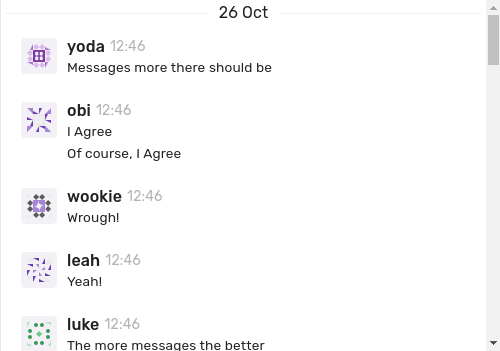 26 Oct
yoda 12:46
Messages more there should be
obi 12:46
I Agree
Of course, I Agree
wookie 12:46
Wrough!
leah 12:46
Yeah!
luke 12:46
The more messages the better